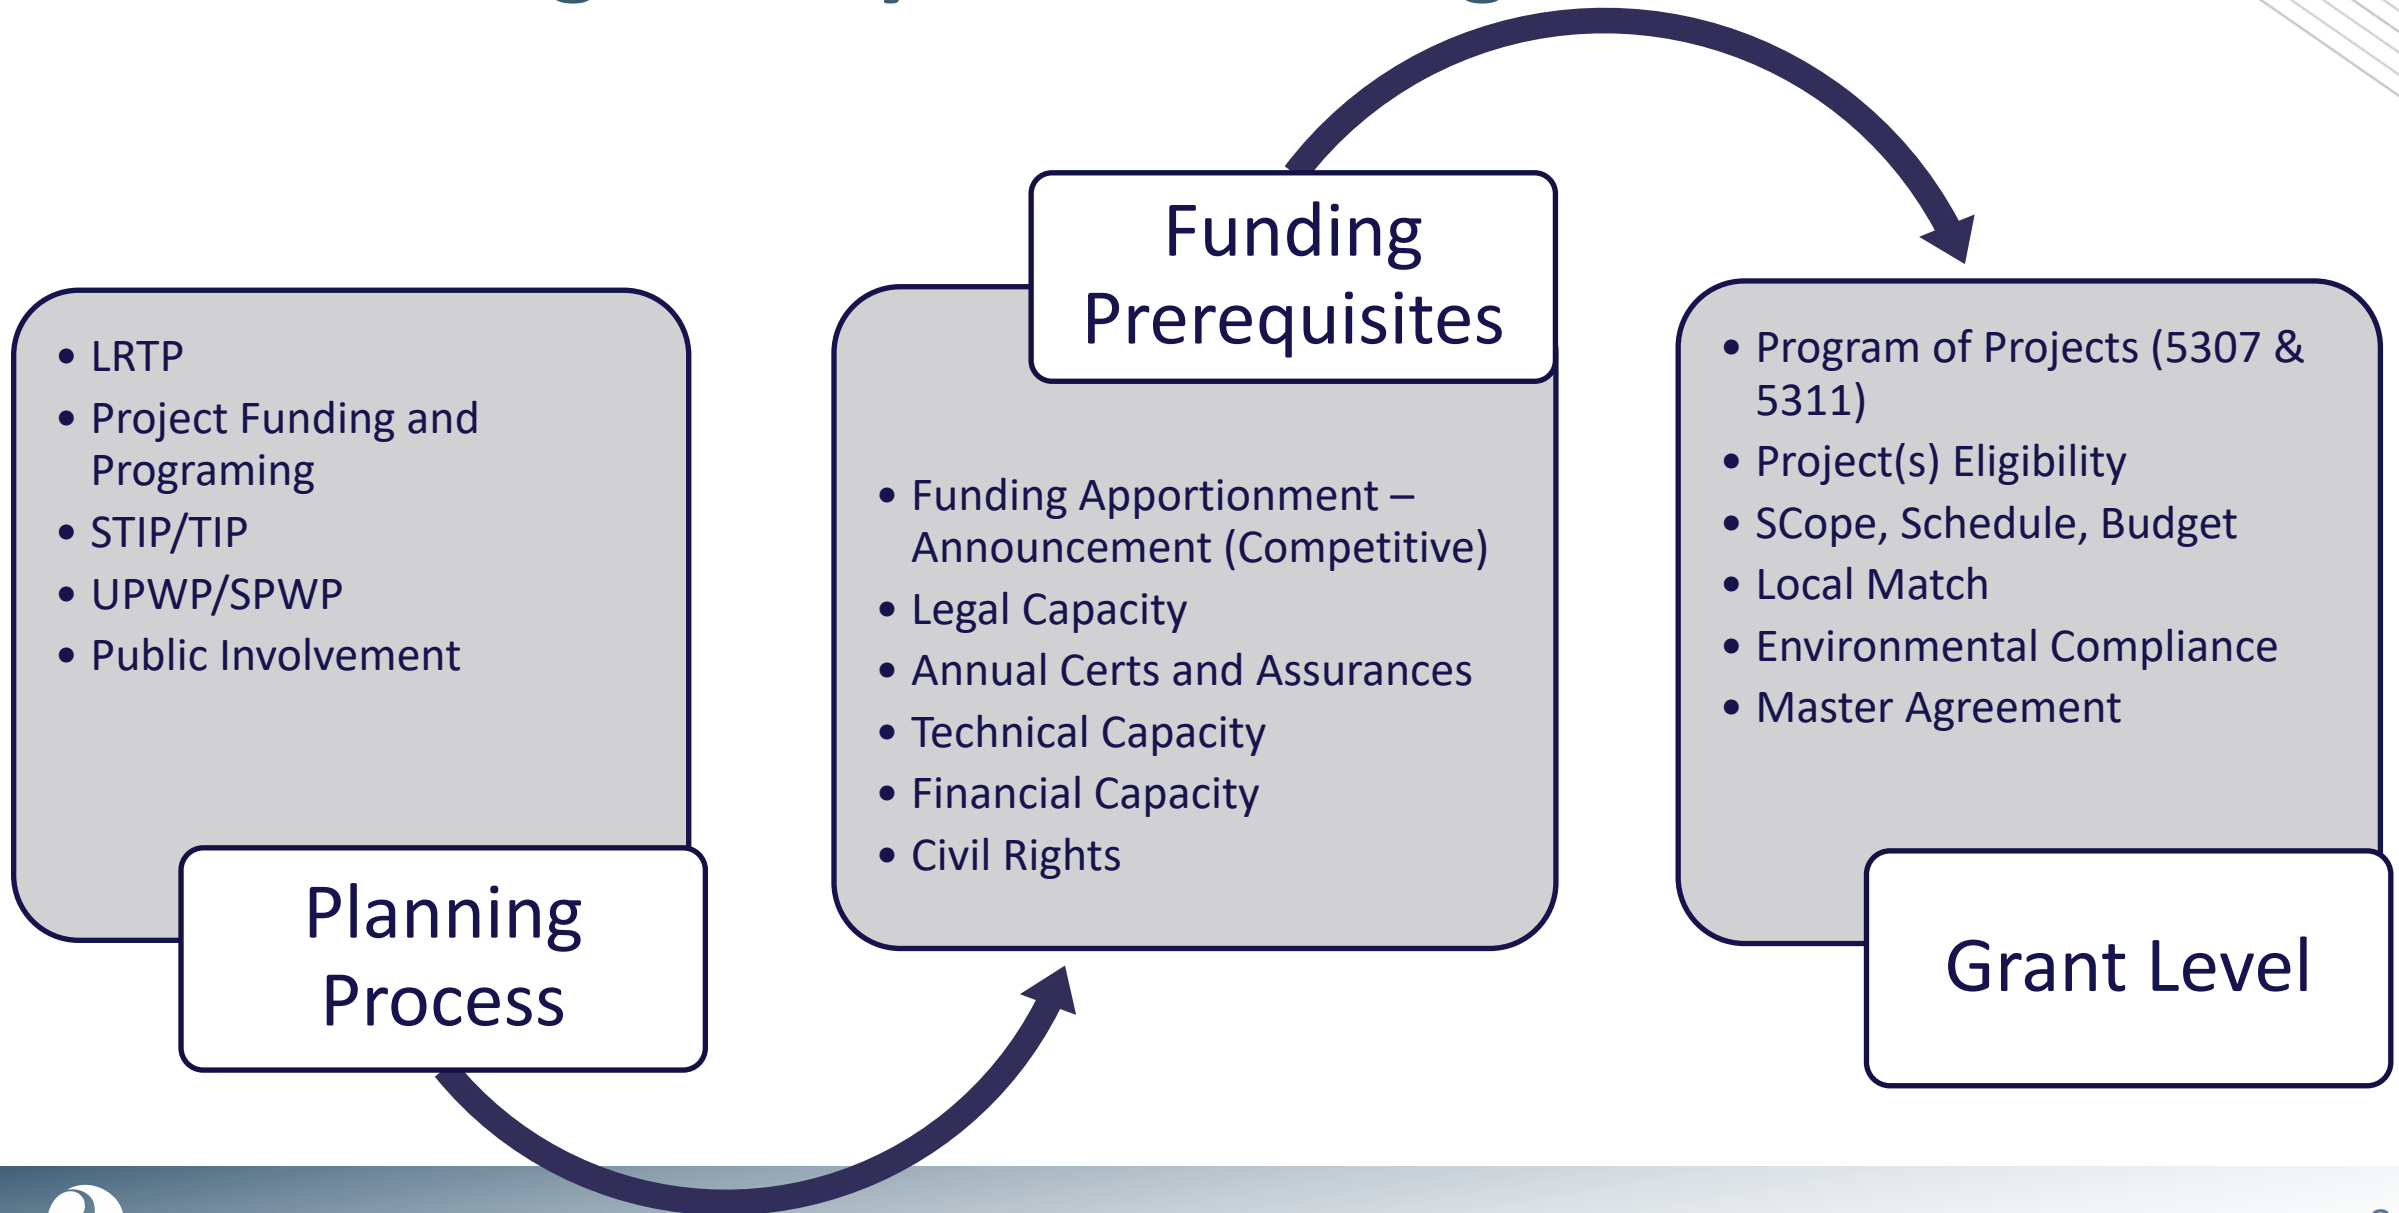 • LRTP
• Project Funding and
Programing
• STIP/TIP
• UPWP/SPWP
• Public Involvement
Planning
Process
Funding
Prerequisites
• Funding Apportionment –
Announcement (Competitive)
• Legal Capacity
• Annual Certs and Assurances
• Technical Capacity
• Financial Capacity
• Civil Rights
• Program of Projects (5307 &
5311)
• Project(s) Eligibility
• SCope, Schedule, Budget
• Local Match
• Environmental Compliance
• Master Agreement
Grant Level